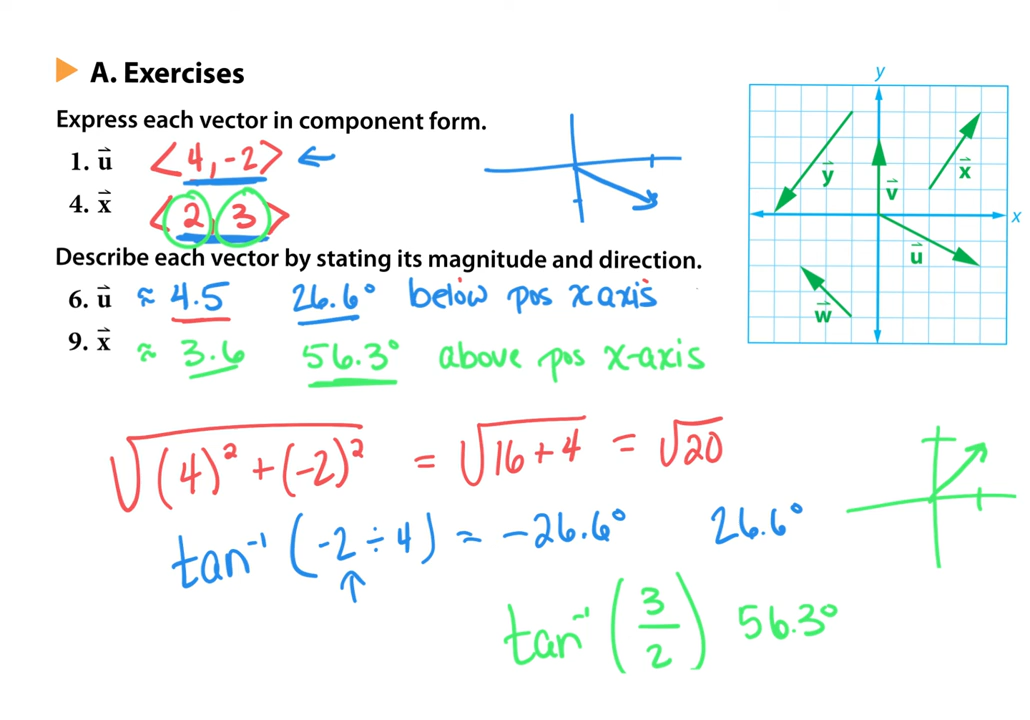 A. Exercises
Express each vector in component form.
1. u⃗ <4, -2> ←
4. x⃗ <2, 3>
Describe each vector by stating its magnitude and direction.
6. u⃗ ≈ 4.5 26.6° below pos x axis
9. x⃗ ≈ 3.6 56.3° above pos x-axis
√((4)² + (-2)²) = √(16+4) = √20
tan⁻¹ (-2 ÷ 4) = -26.6° 26.6°
tan⁻¹ (3/2) 56.3°
y
y⃗
v⃗
x⃗
x
u⃗
w⃗